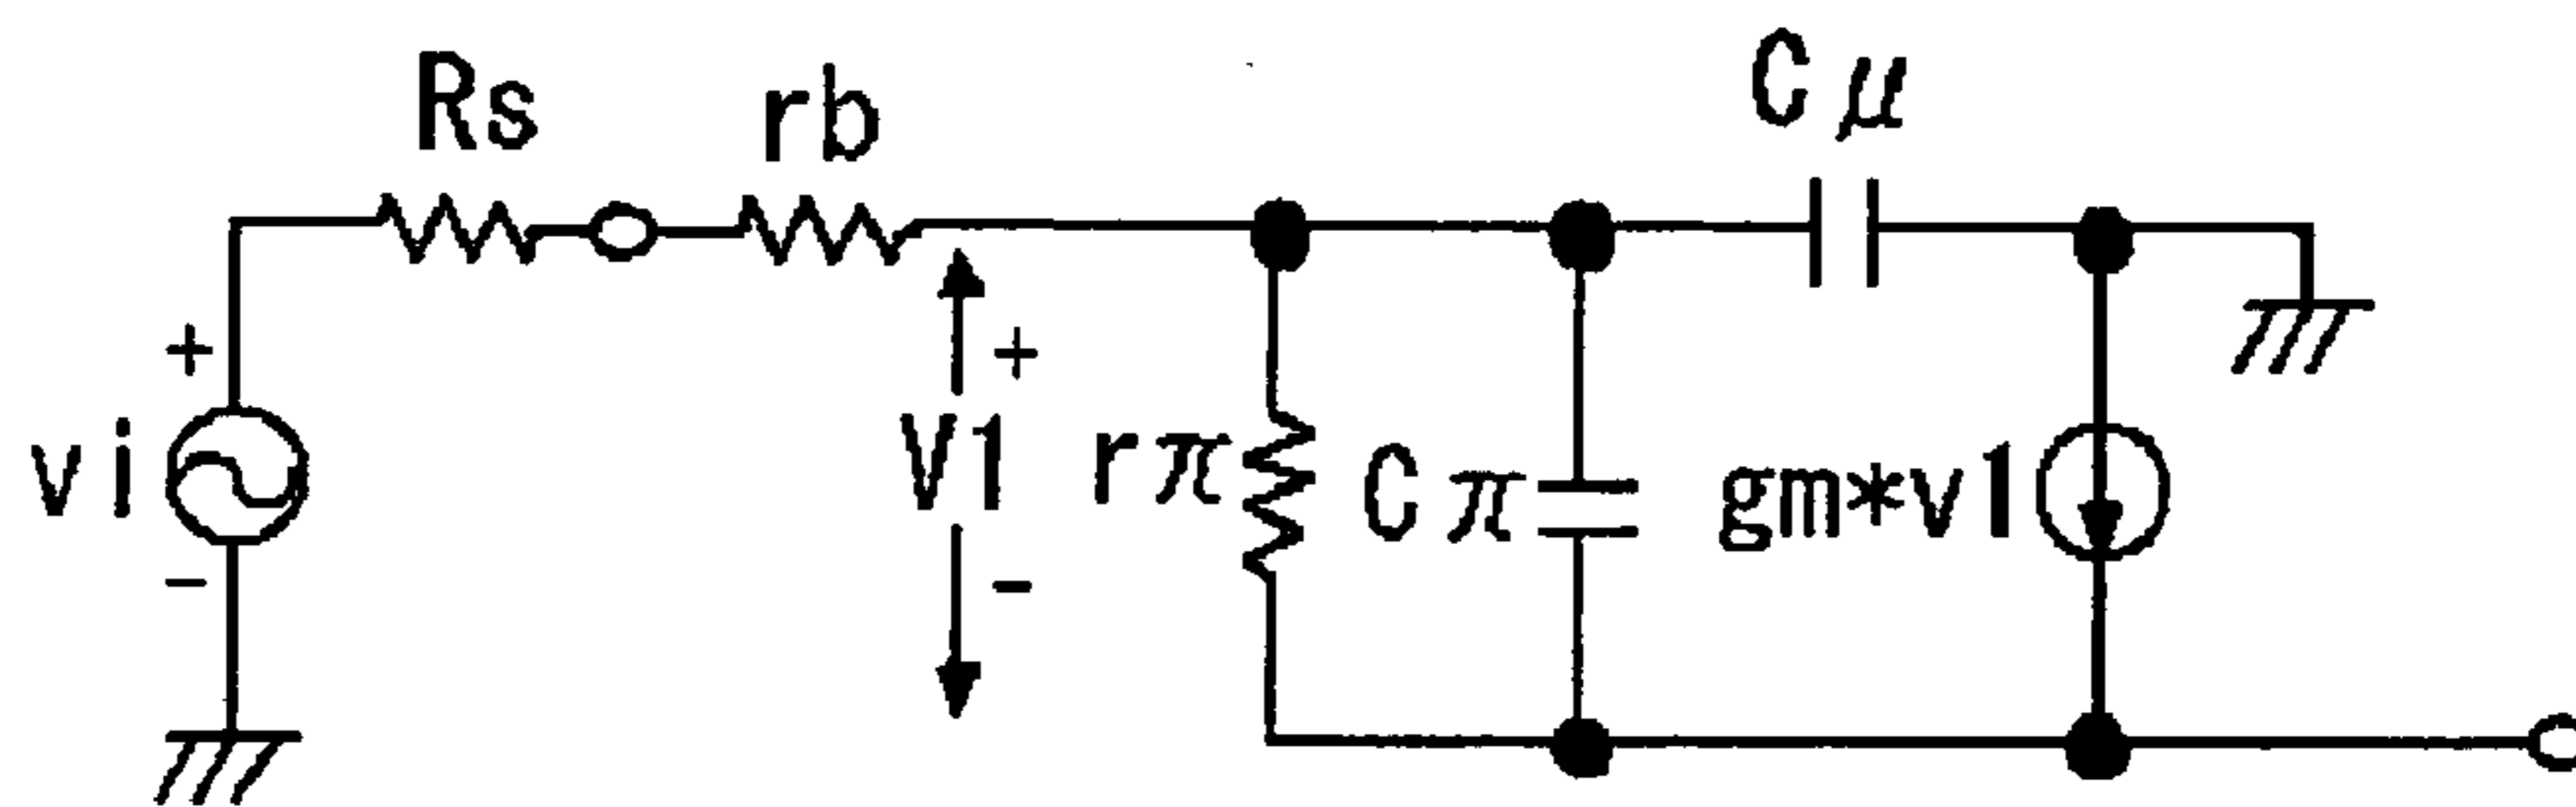 Rs
rb
Cμ
+
vi
-
+
V1
-
rπ
Cπ
gm*v1